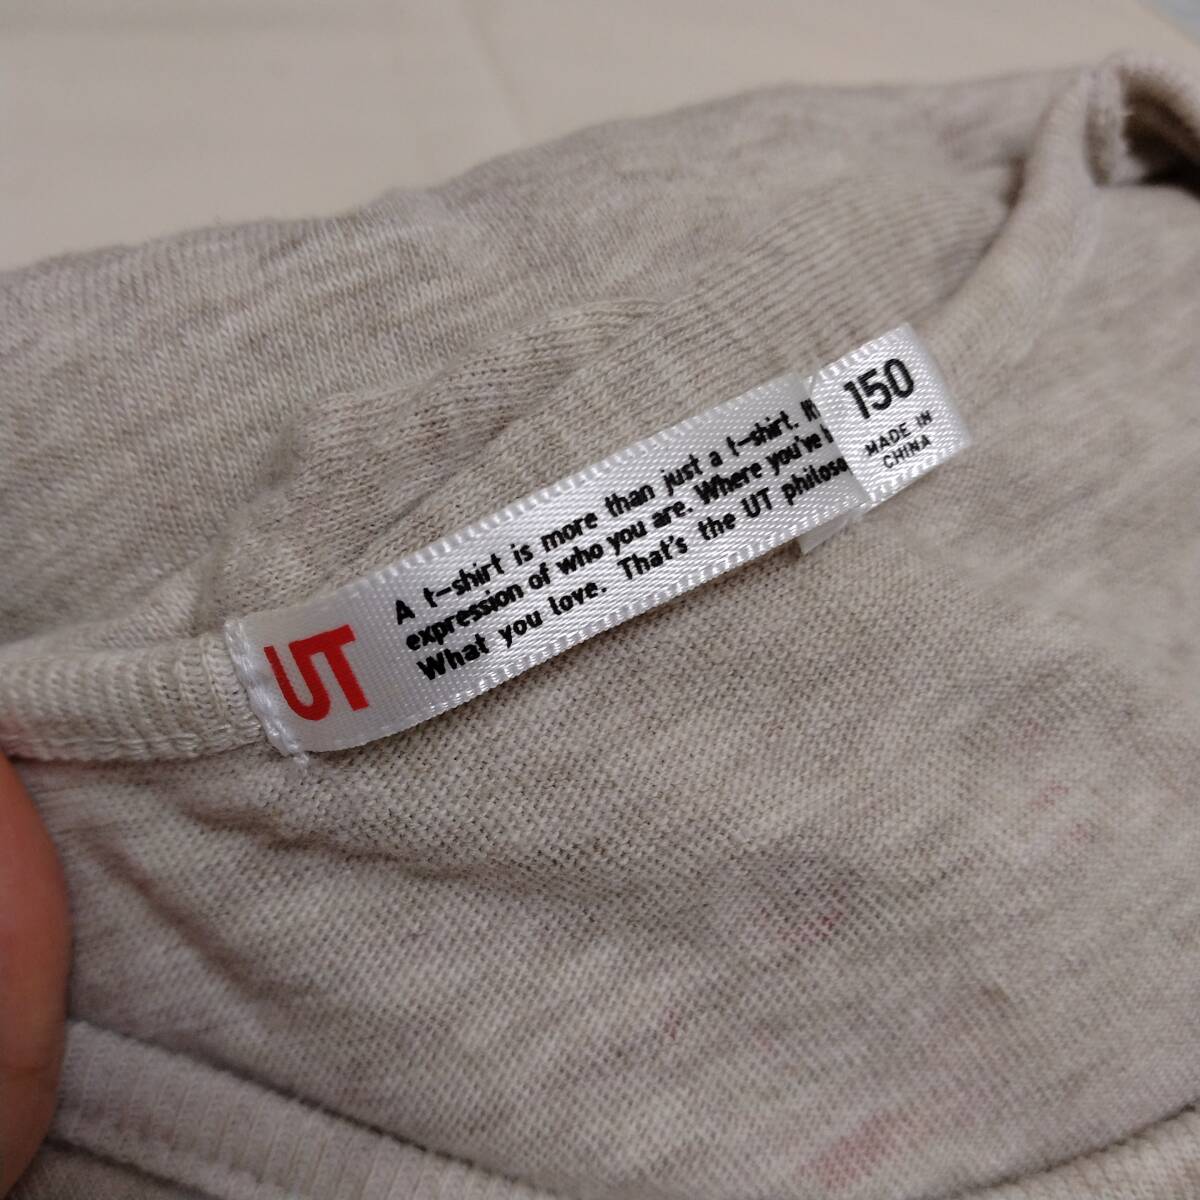 UT
A t-shirt is more than just a t-shirt.
expression of who you are. Where you've
What you love. That's the UT
150
MADE IN
CHINA